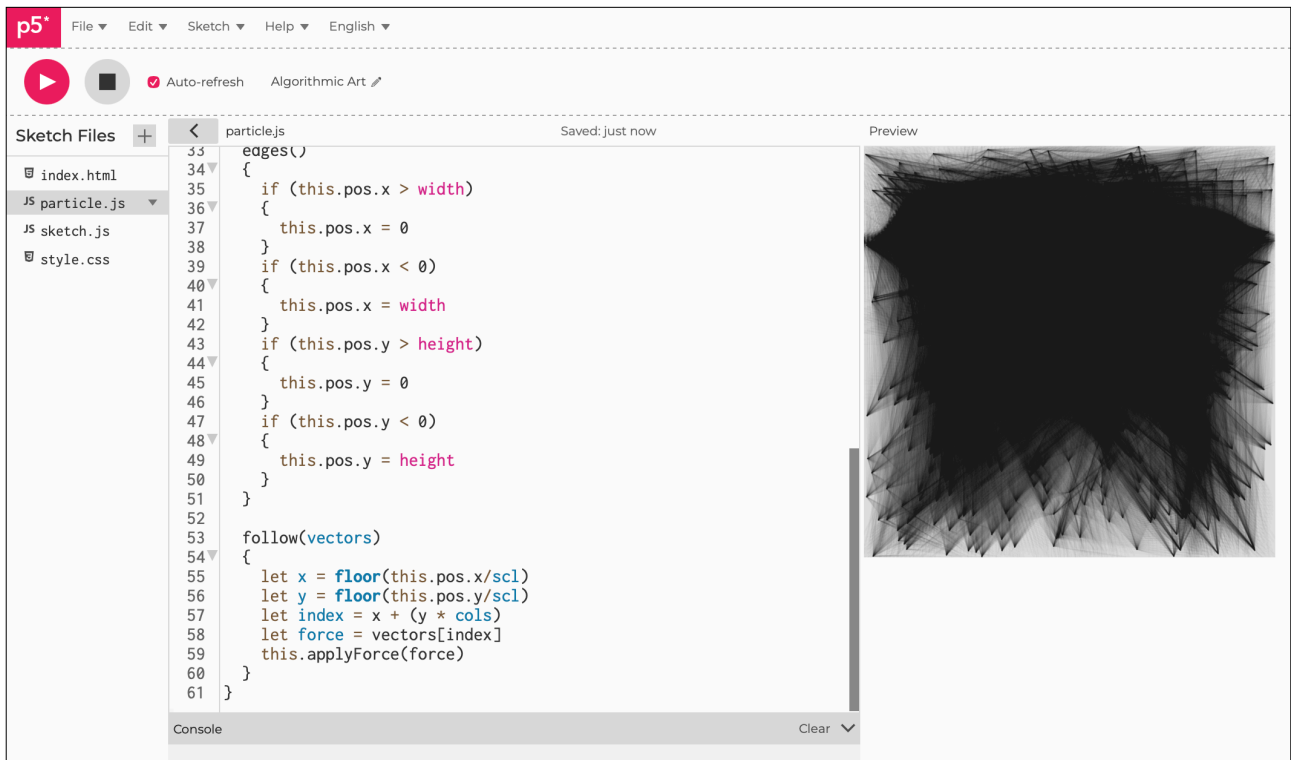 p5* File Edit Sketch Help English
Auto-refresh Algorithmic Art
Sketch Files + < particle.js Saved: just now Preview
index.html
particle.js
sketch.js
style.css
33 edges()
34 {
35 if (this.pos.x > width)
36 {
37 this.pos.x = 0
38 }
39 if (this.pos.x < 0)
40 {
41 this.pos.x = width
42 }
43 if (this.pos.y > height)
44 {
45 this.pos.y = 0
46 }
47 if (this.pos.y < 0)
48 {
49 this.pos.y = height
50 }
51 }
52
53 follow(vectors)
54 {
55 let x = floor(this.pos.x/scl)
56 let y = floor(this.pos.y/scl)
57 let index = x + (y * cols)
58 let force = vectors[index]
59 this.applyForce(force)
60 }
61 }
Console Clear